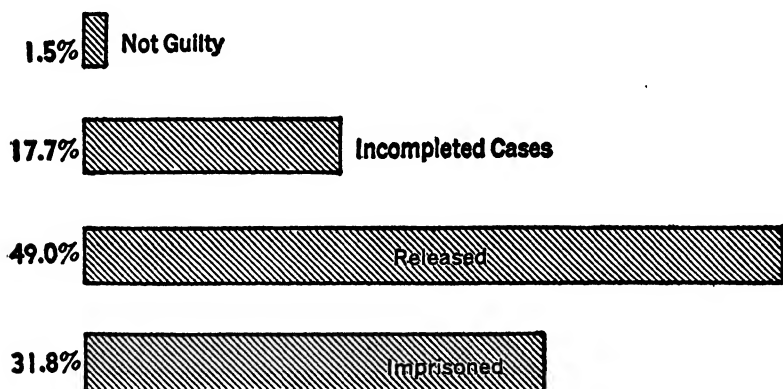 1.5% Not Guilty
17.7% Incompleted Cases
49.0% Released
31.8% Imprisoned